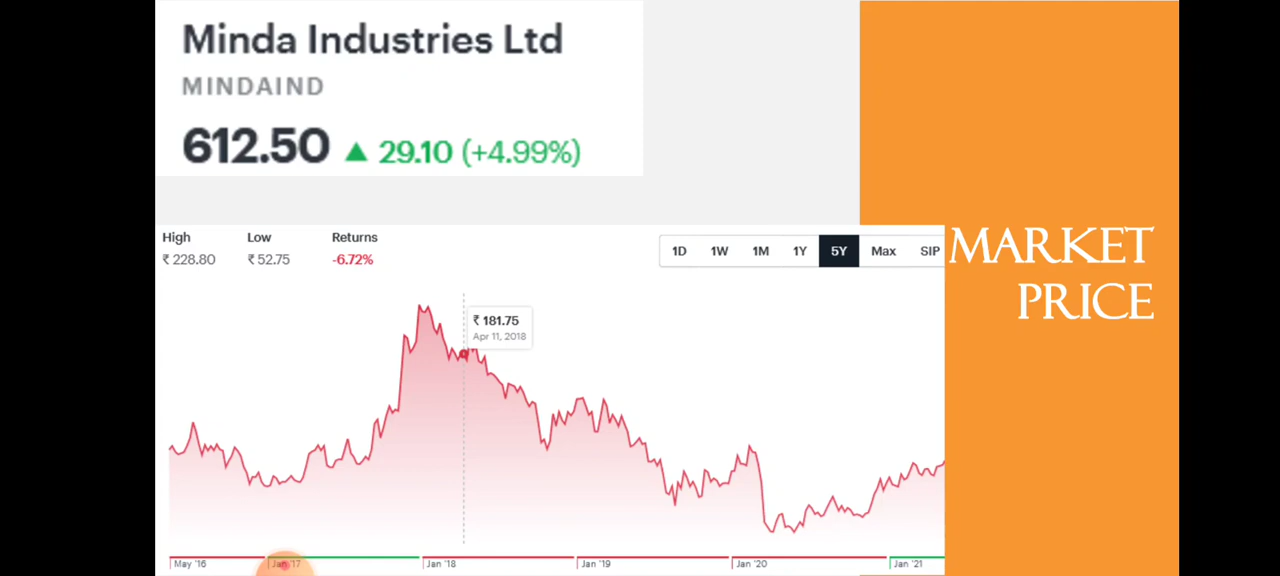 Minda Industries Ltd
MINDAIND
612.50 ▲ 29.10 (+4.99%)
High Low Returns
₹ 228.80 ₹ 52.75 -6.72%
1D 1W 1M 1Y 5Y Max SIP
MARKET
PRICE
₹ 181.75
Apr 11, 2018
May '16 Jan '17 Jan '18 Jan '19 Jan '20 Jan '21